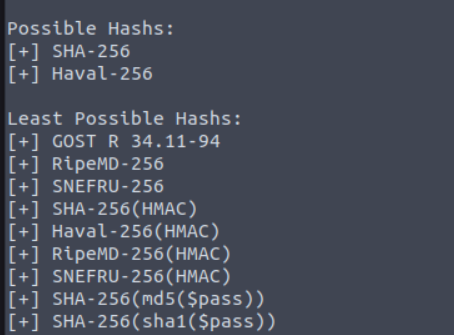 Possible Hashs:
[+] SHA-256
[+] Haval-256
Least Possible Hashs:
[+] GOST R 34.11-94
[+] RipeMD-256
[+] SNEFRU-256
[+] SHA-256(HMAC)
[+] Haval-256(HMAC)
[+] RipeMD-256(HMAC)
[+] SNEFRU-256(HMAC)
[+] SHA-256(md5($pass))
[+] SHA-256(sha1($pass))